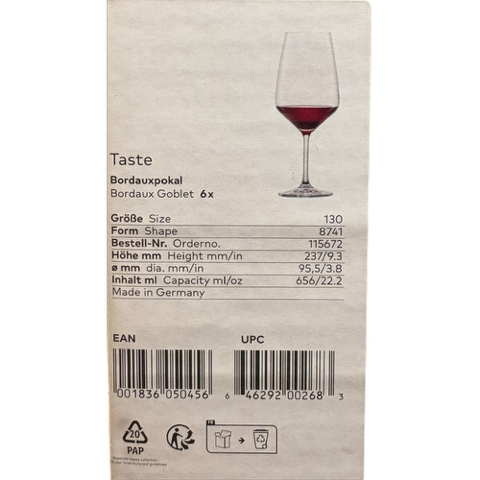 Taste
Bordauxpokal
Bordaux Goblet 6x
Größe Size 130
Form Shape 8741
Bestell-Nr. Orderno. 115672
Höhe mm Height mm/in 237/9.3
ø mm dia. mm/in 95,5/3.8
Inhalt ml Capacity ml/oz 656/22.2
Made in Germany
EAN UPC
001836 050456 6 46292 00268 3
FR
20
PAP